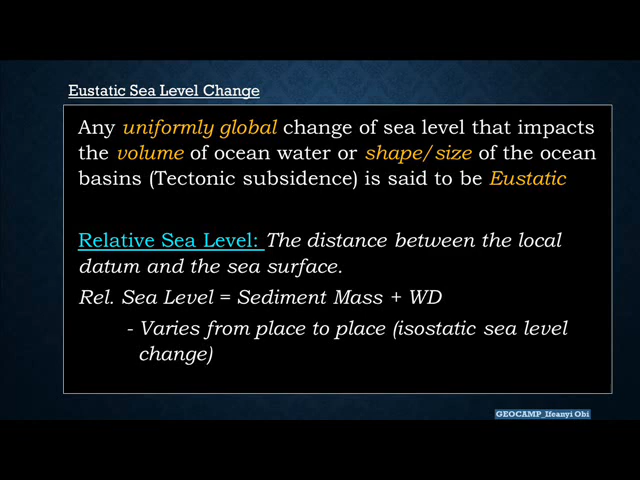 Eustatic Sea Level Change
Any uniformly global change of sea level that impacts
the volume of ocean water or shape/size of the ocean
basins (Tectonic subsidence) is said to be Eustatic
Relative Sea Level: The distance between the local
datum and the sea surface.
Rel. Sea Level = Sediment Mass + WD
- Varies from place to place (isostatic sea level
change)
GEOCAMP_Ifeanyi Obi